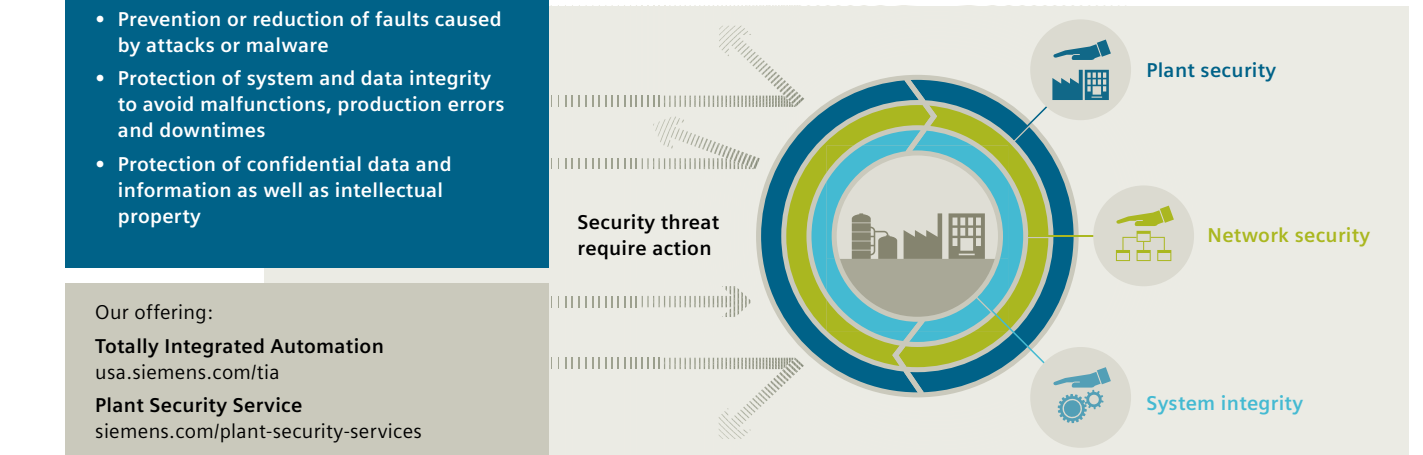 • Prevention or reduction of faults caused
by attacks or malware
• Protection of system and data integrity
to avoid malfunctions, production errors
and downtimes
• Protection of confidential data and
information as well as intellectual
property
Our offering:
Totally Integrated Automation
usa.siemens.com/tia
Plant Security Service
siemens.com/plant-security-services
Security threat
require action
Plant security
Network security
System integrity